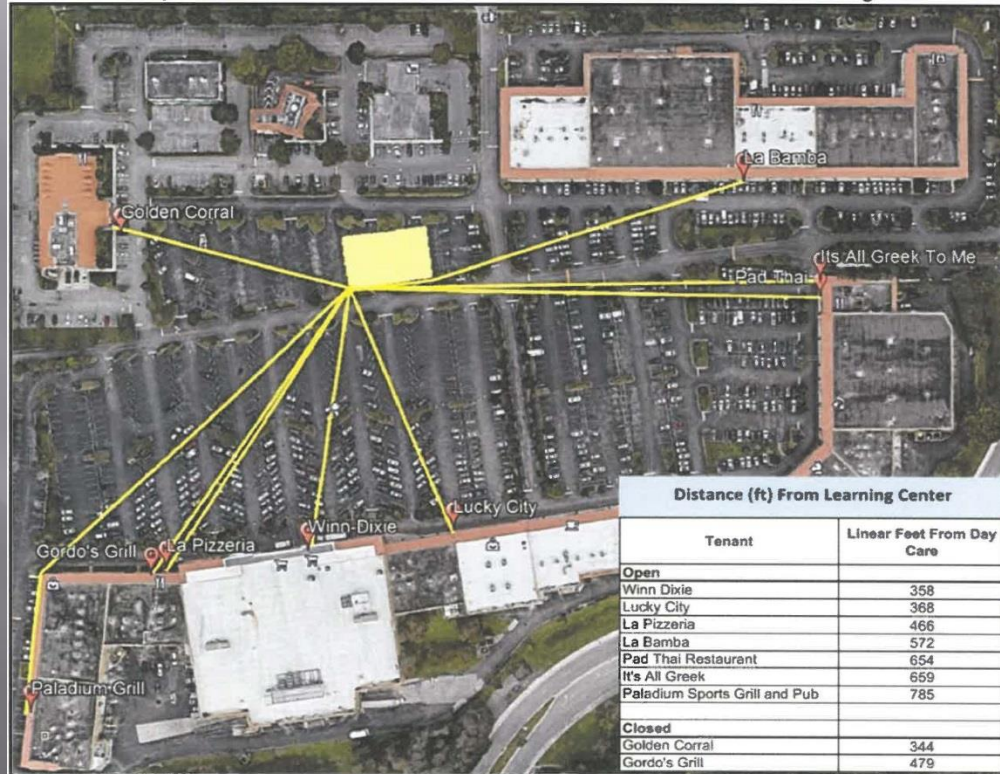 Golden Corral
La Bamba
Its All Greek To Me
Pad Thai
Lucky City
Winn-Dixie
Gordo's Grill
La Pizzeria
Paladium Grill
P
Distance (ft) From Learning Center
Tenant Linear Feet From Day Care
Open
Winn Dixie 358
Lucky City 368
La Pizzeria 466
La Bamba 572
Pad Thai Restaurant 654
It's All Greek 659
Paladium Sports Grill and Pub 785
Closed
Golden Corral 344
Gordo's Grill 479